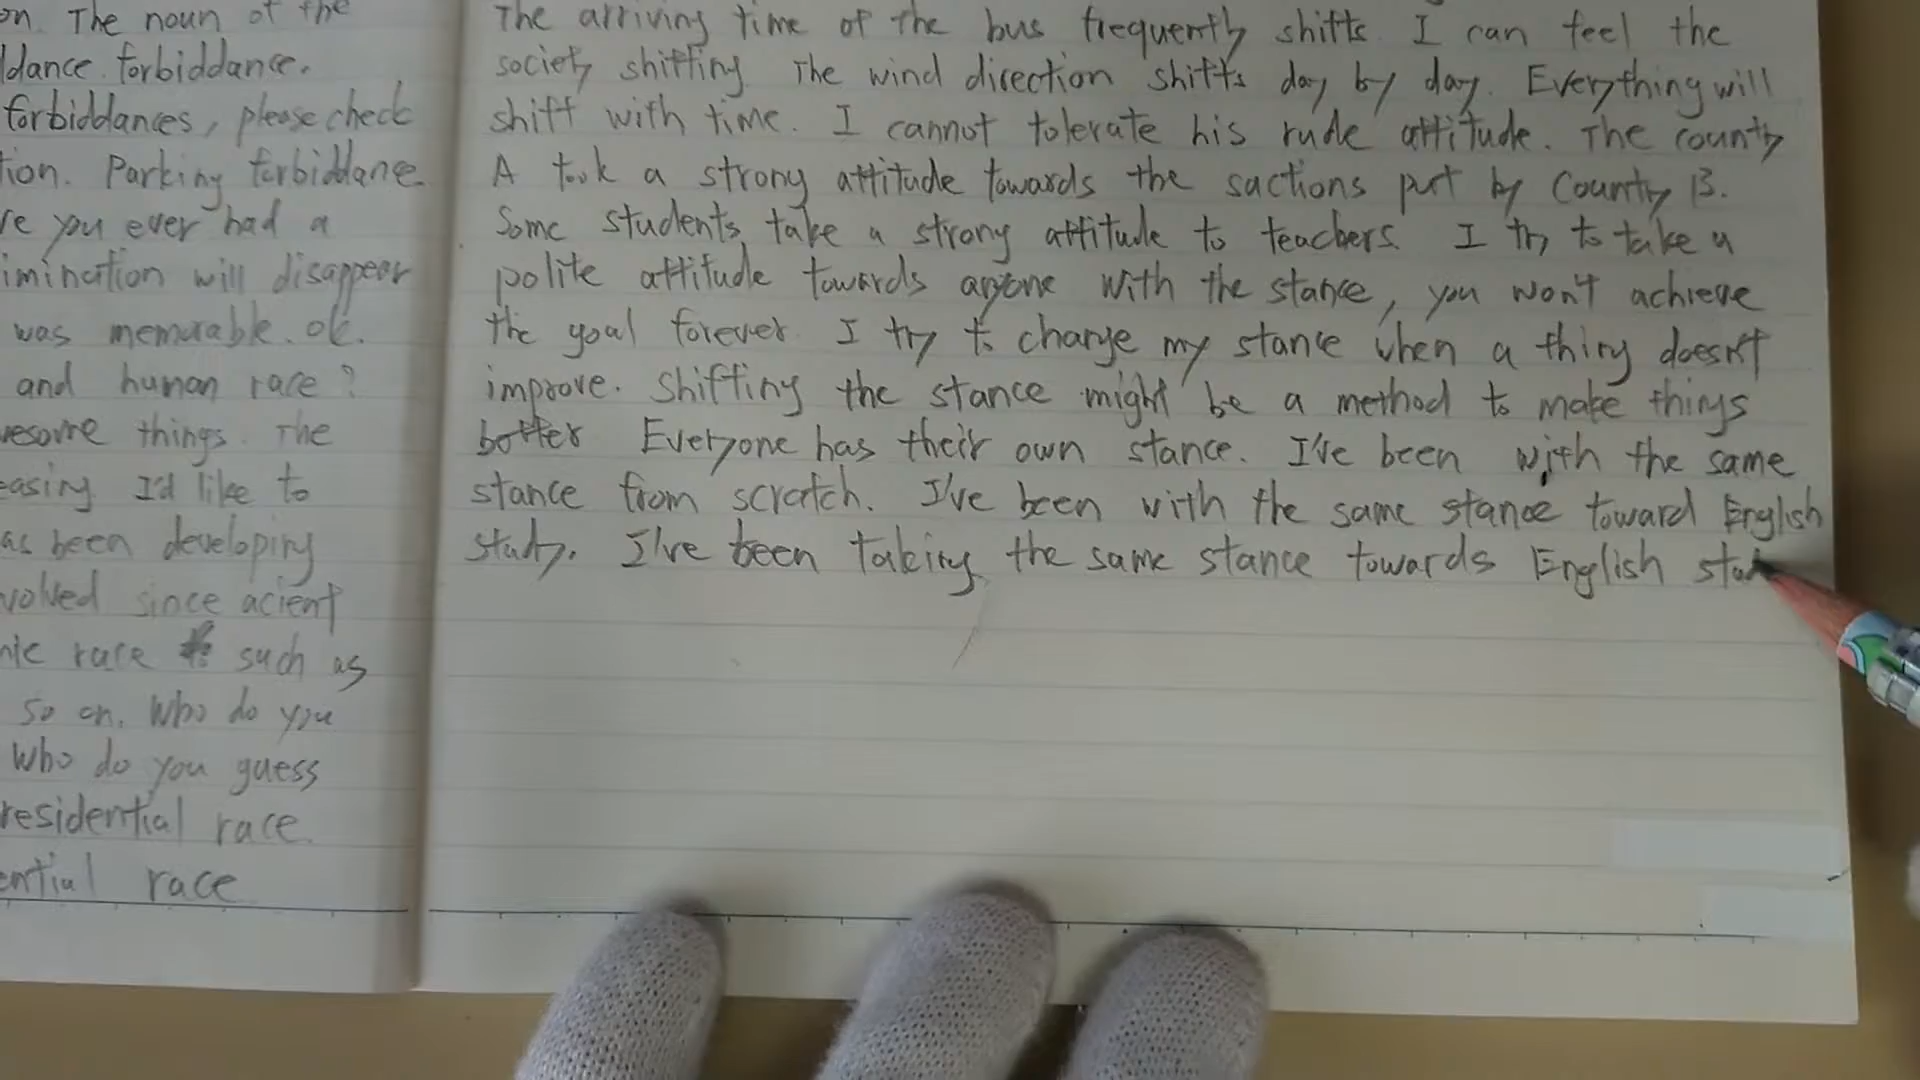 on. The noun of the
dance forbiddance.
forbiddances, please check
tion. Parking forbiddance
ve you ever had a
imination will disappear
was memorable. ok.
and human race?
wesome things. The
easing I'd like to
as been developing
volved since acient
nic race such as
so on. Who do you
Who do you guess
residential race.
ential race
The arriving time of the bus frequently shifts. I can feel the
society shifting. The wind direction shifts day by day. Everything will
shift with time. I cannot tolerate his rude attitude. The county
A took a strong attitude towards the sactions put by County B.
Some students take a strong attitude to teachers. I try to take a
polite attitude towards anyone with the stance, you won't achieve
the goal forever. I try to change my stance when a thing doesn't
improve. Shifting the stance might be a method to make things
better Everyone has their own stance. I've been with the same
stance from scratch. I've been with the same stance toward English
study. I've been taking the same stance towards English stu